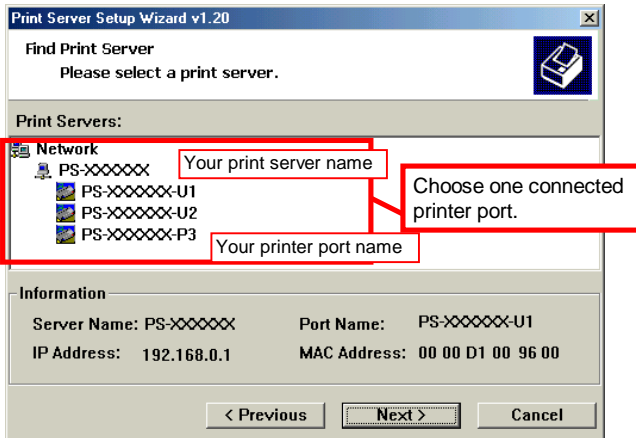 Print Server Setup Wizard v1.20
Find Print Server
Please select a print server.
Print Servers:
Network
PS-XXXXXX
Your print server name
PS-XXXXXX-U1
PS-XXXXXX-U2
PS-XXXXXX-P3
Your printer port name
Choose one connected
printer port.
Information
Server Name: PS-XXXXXX Port Name: PS-XXXXXX-U1
IP Address: 192.168.0.1 MAC Address: 00 00 D1 00 96 00
< Previous Next > Cancel